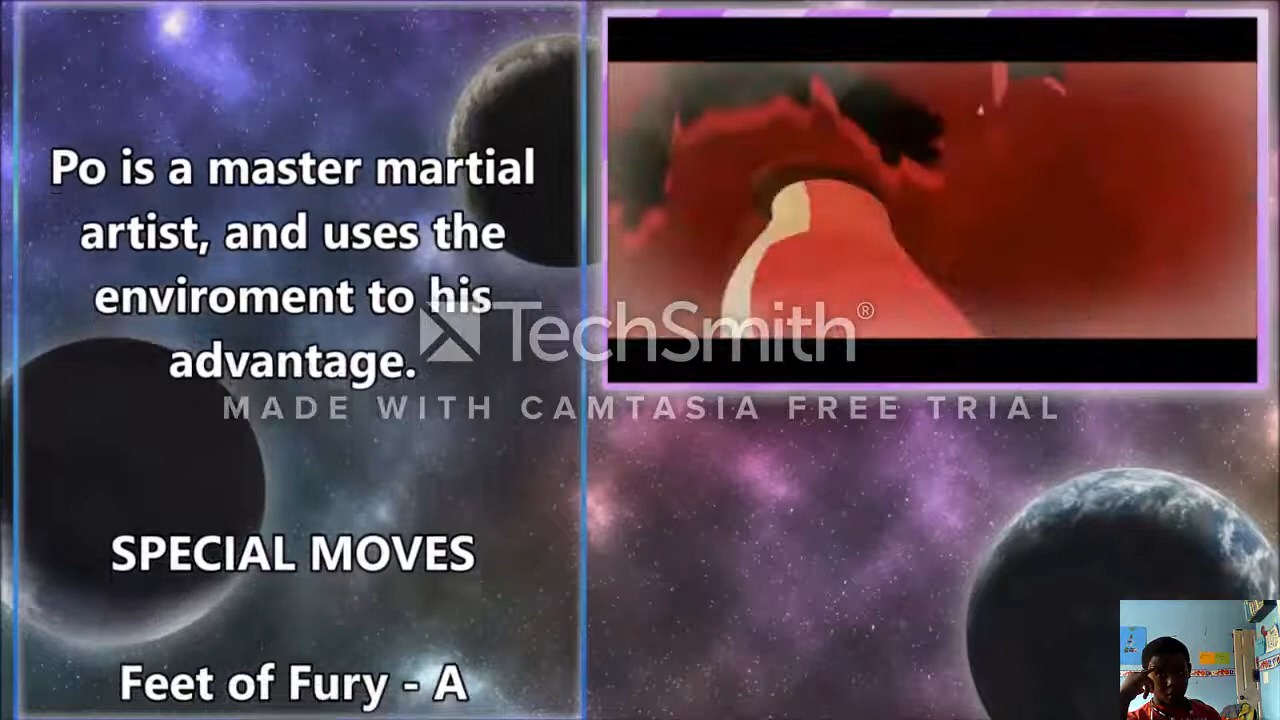 Po is a master martial
artist, and uses the
enviroment to his
advantage.
TechSmith®
MADE WITH CAMTASIA FREE TRIAL
SPECIAL MOVES
Feet of Fury - A